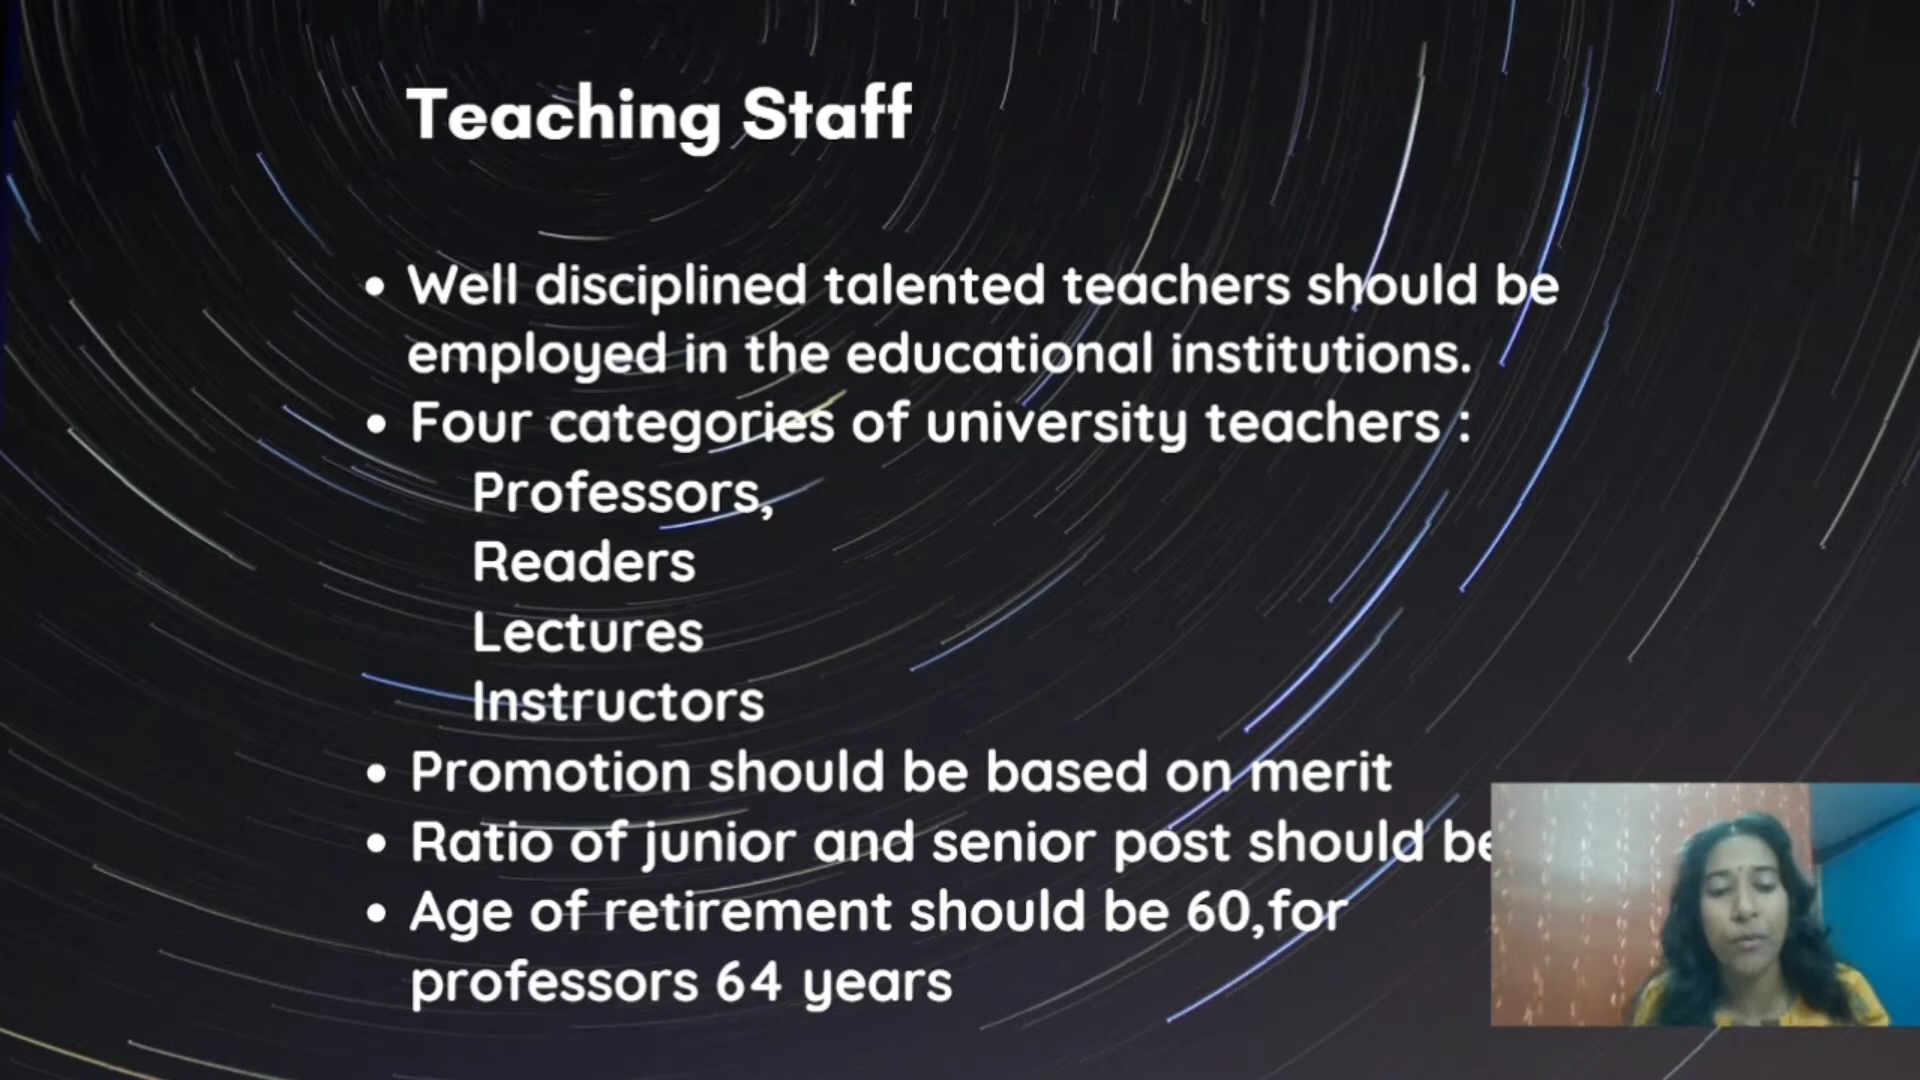 Teaching Staff
• Well disciplined talented teachers should be
employed in the educational institutions.
• Four categories of university teachers :
Professors,
Readers
Lectures
Instructors
• Promotion should be based on merit
• Ratio of junior and senior post should be
• Age of retirement should be 60,for
professors 64 years